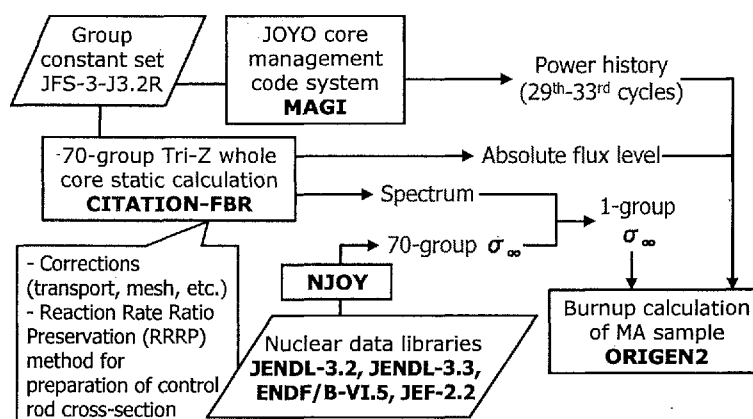 Group
constant set
JFS-3-J3.2R
JOYO core
management
code system
MAGI
Power history
(29th-33rd cycles)
70-group Tri-Z whole
core static calculation
CITATION-FBR
Absolute flux level
Spectrum
70-group σ∞
1-group
σ∞
NJOY
- Corrections
(transport, mesh, etc.)
- Reaction Rate Ratio
Preservation (RRRP)
method for
preparation of control
rod cross-section
Nuclear data libraries
JENDL-3.2, JENDL-3.3,
ENDF/B-VI.5, JEF-2.2
Burnup calculation
of MA sample
ORIGEN2